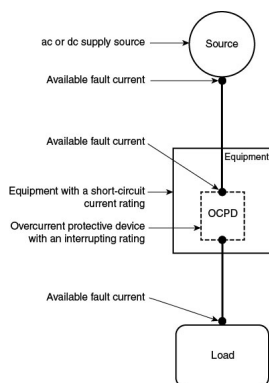 ac or dc supply source
Source
Available fault current
Available fault current
Equipment
Equipment with a short-circuit
current rating
OCPD
Overcurrent protective device
with an interrupting rating
Available fault current
Load